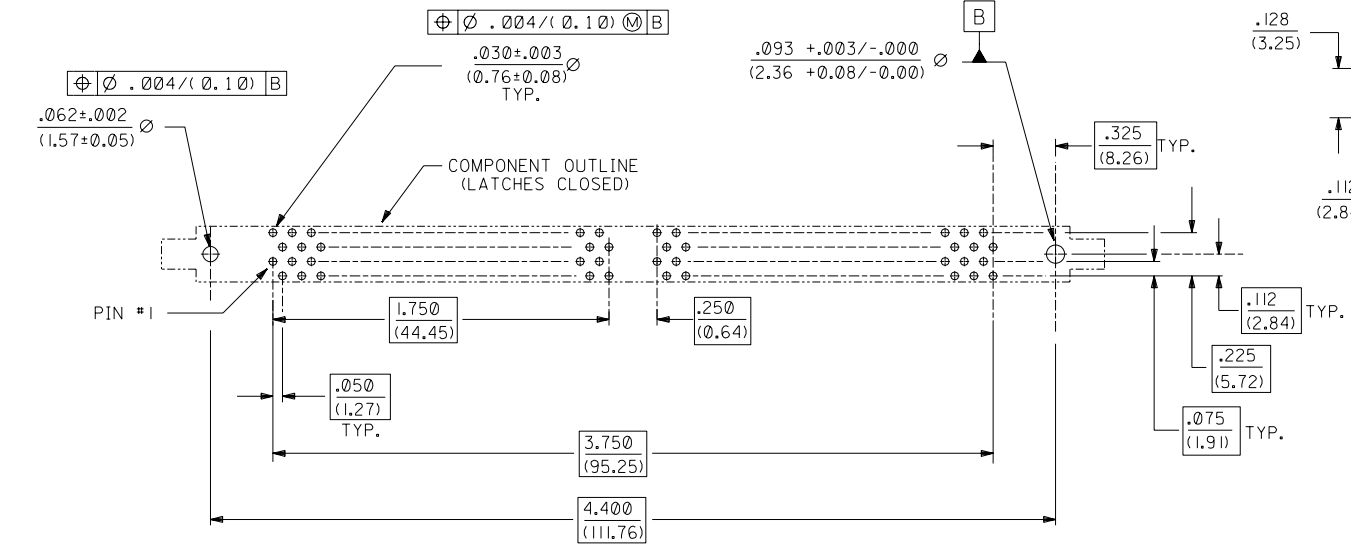 ⌖ ∅ .004/(0.10) Ⓜ B
.030±.003
(0.76±0.08) ∅
TYP.
B
.093 +.003/-.000
(2.36 +0.08/-0.00) ∅
.128
(3.25)
⌖ ∅ .004/(0.10) B
.062±.002
(1.57±0.05) ∅
.325
(8.26) TYP.
COMPONENT OUTLINE
(LATCHES CLOSED)
PIN #1
1.750
(44.45)
.250
(0.64)
.112
(2.84) TYP.
.225
(5.72)
.050
(1.27)
TYP.
.075
(1.91) TYP.
3.750
(95.25)
4.400
(111.76)